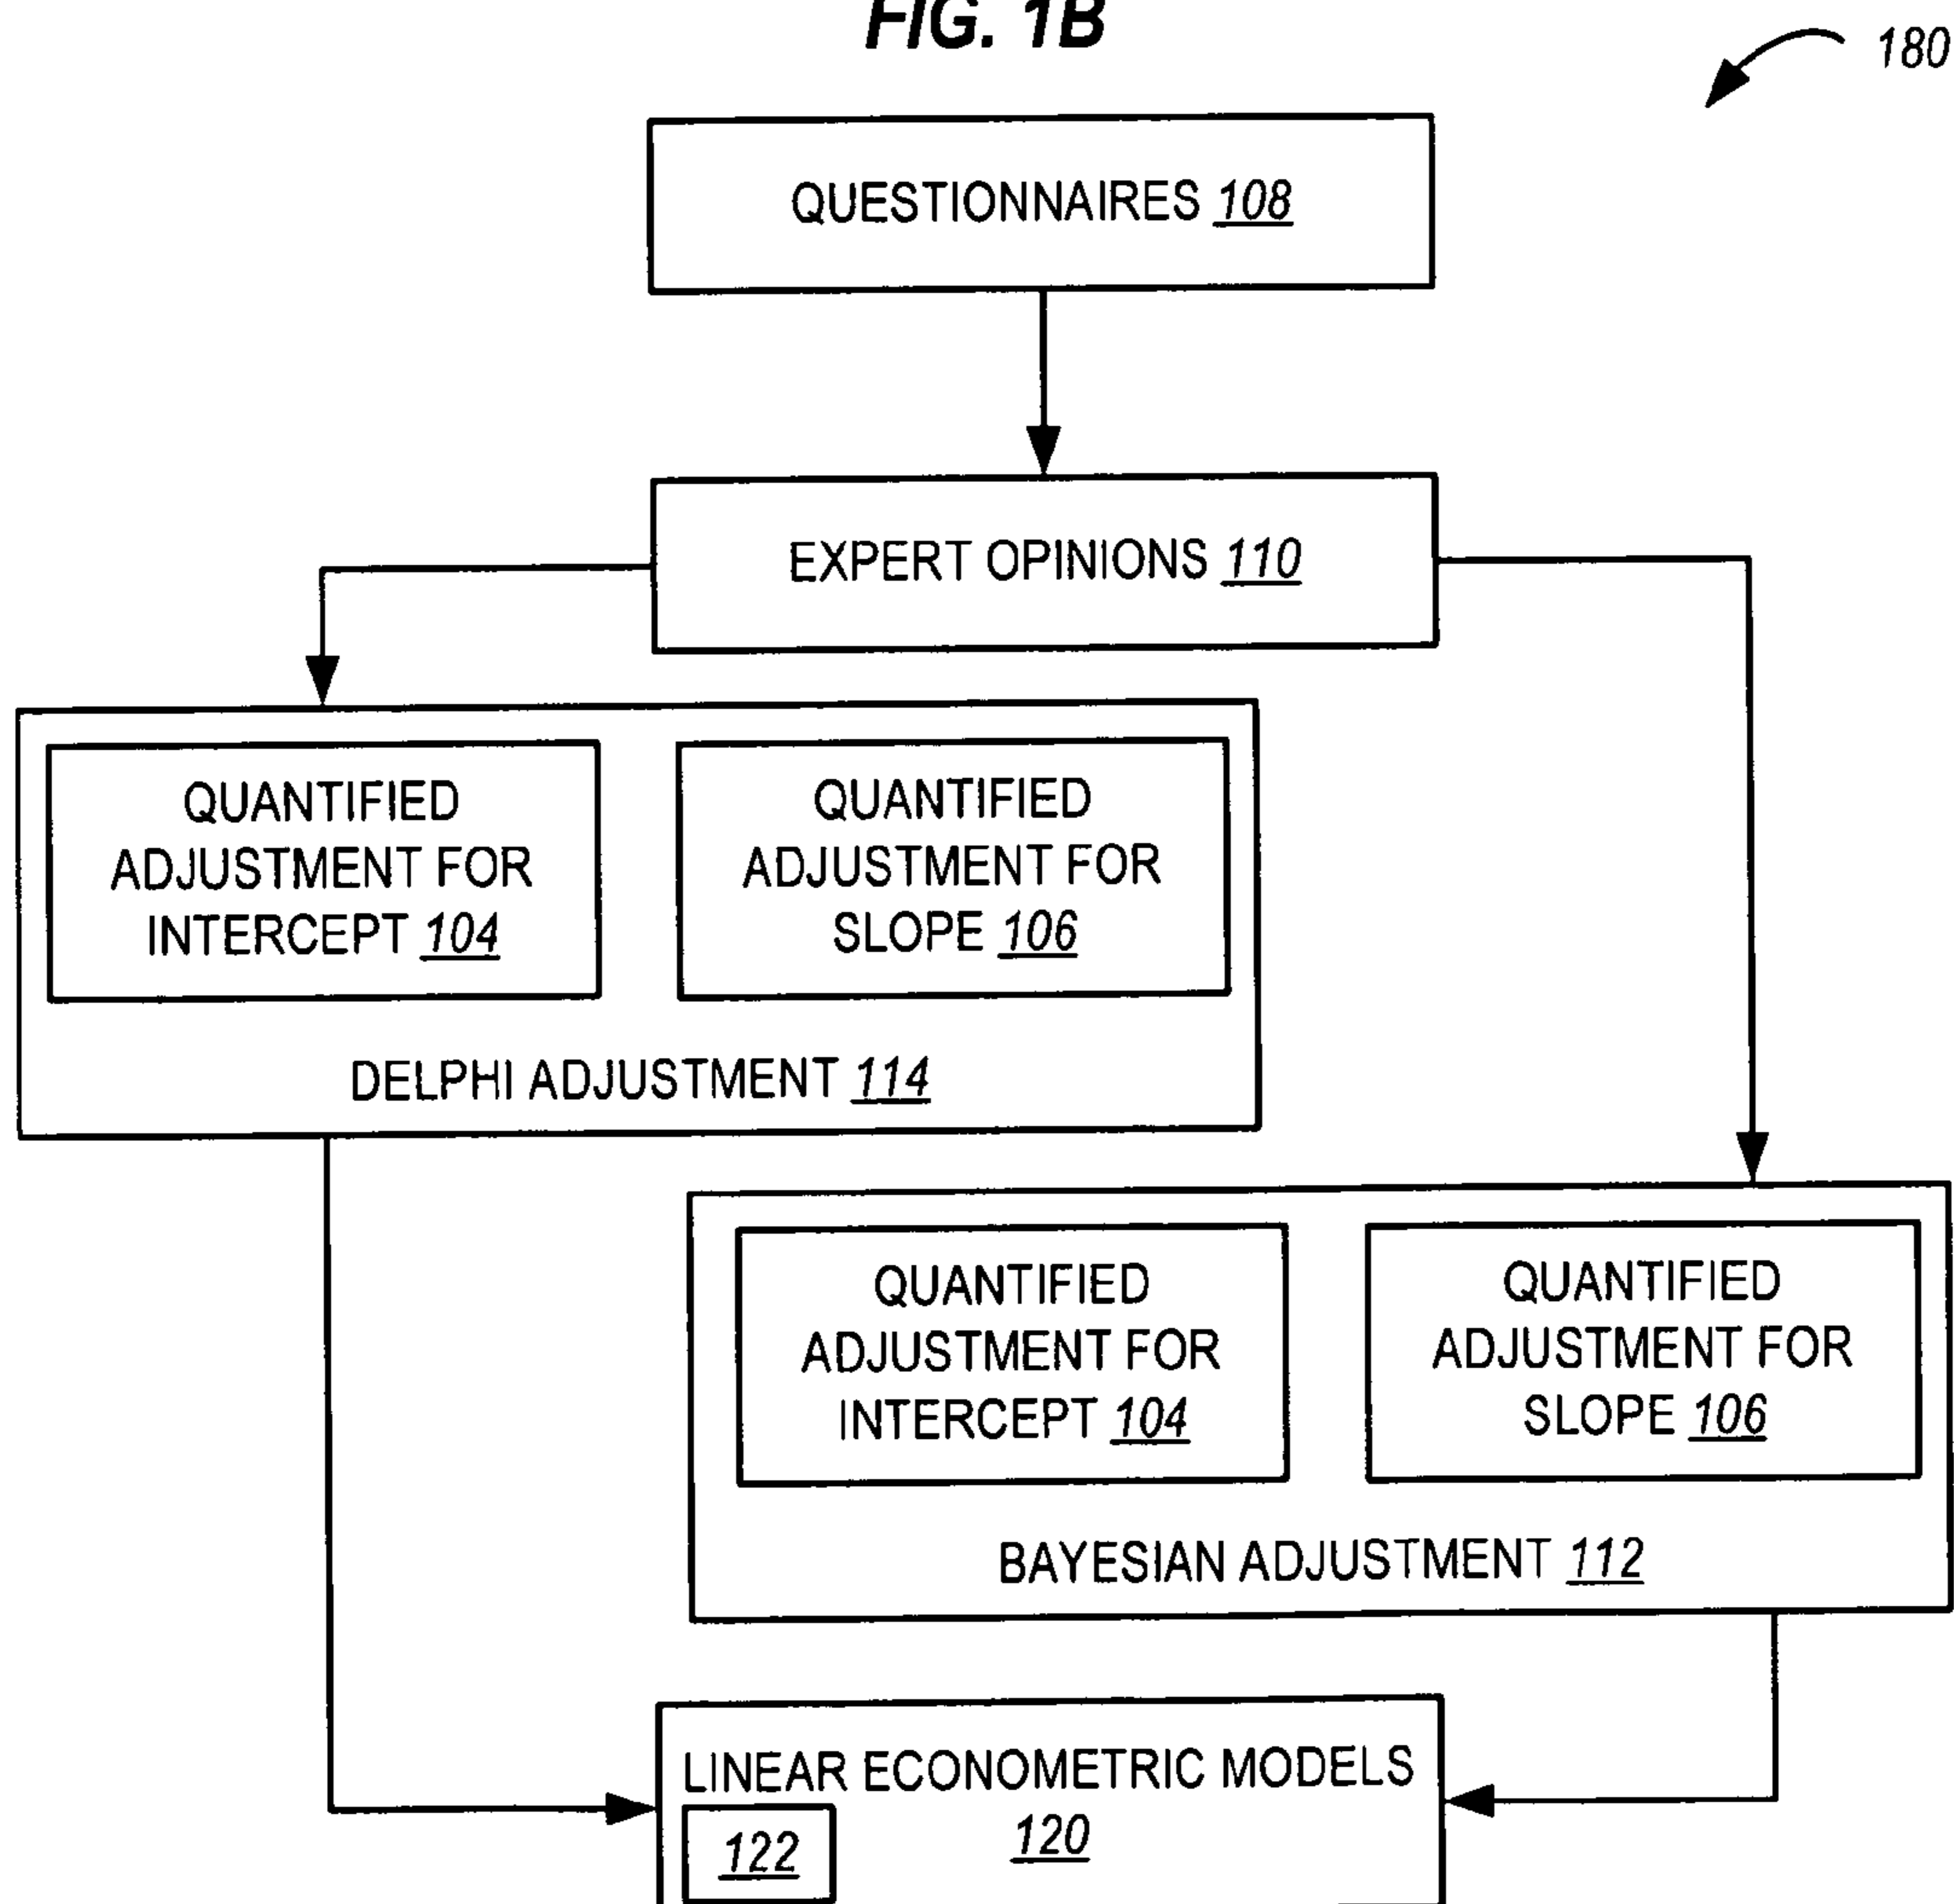 FIG. 1B
180
QUESTIONNAIRES 108
EXPERT OPINIONS 110
QUANTIFIED
ADJUSTMENT FOR
INTERCEPT 104
QUANTIFIED
ADJUSTMENT FOR
SLOPE 106
DELPHI ADJUSTMENT 114
QUANTIFIED
ADJUSTMENT FOR
INTERCEPT 104
QUANTIFIED
ADJUSTMENT FOR
SLOPE 106
BAYESIAN ADJUSTMENT 112
LINEAR ECONOMETRIC MODELS
120
122